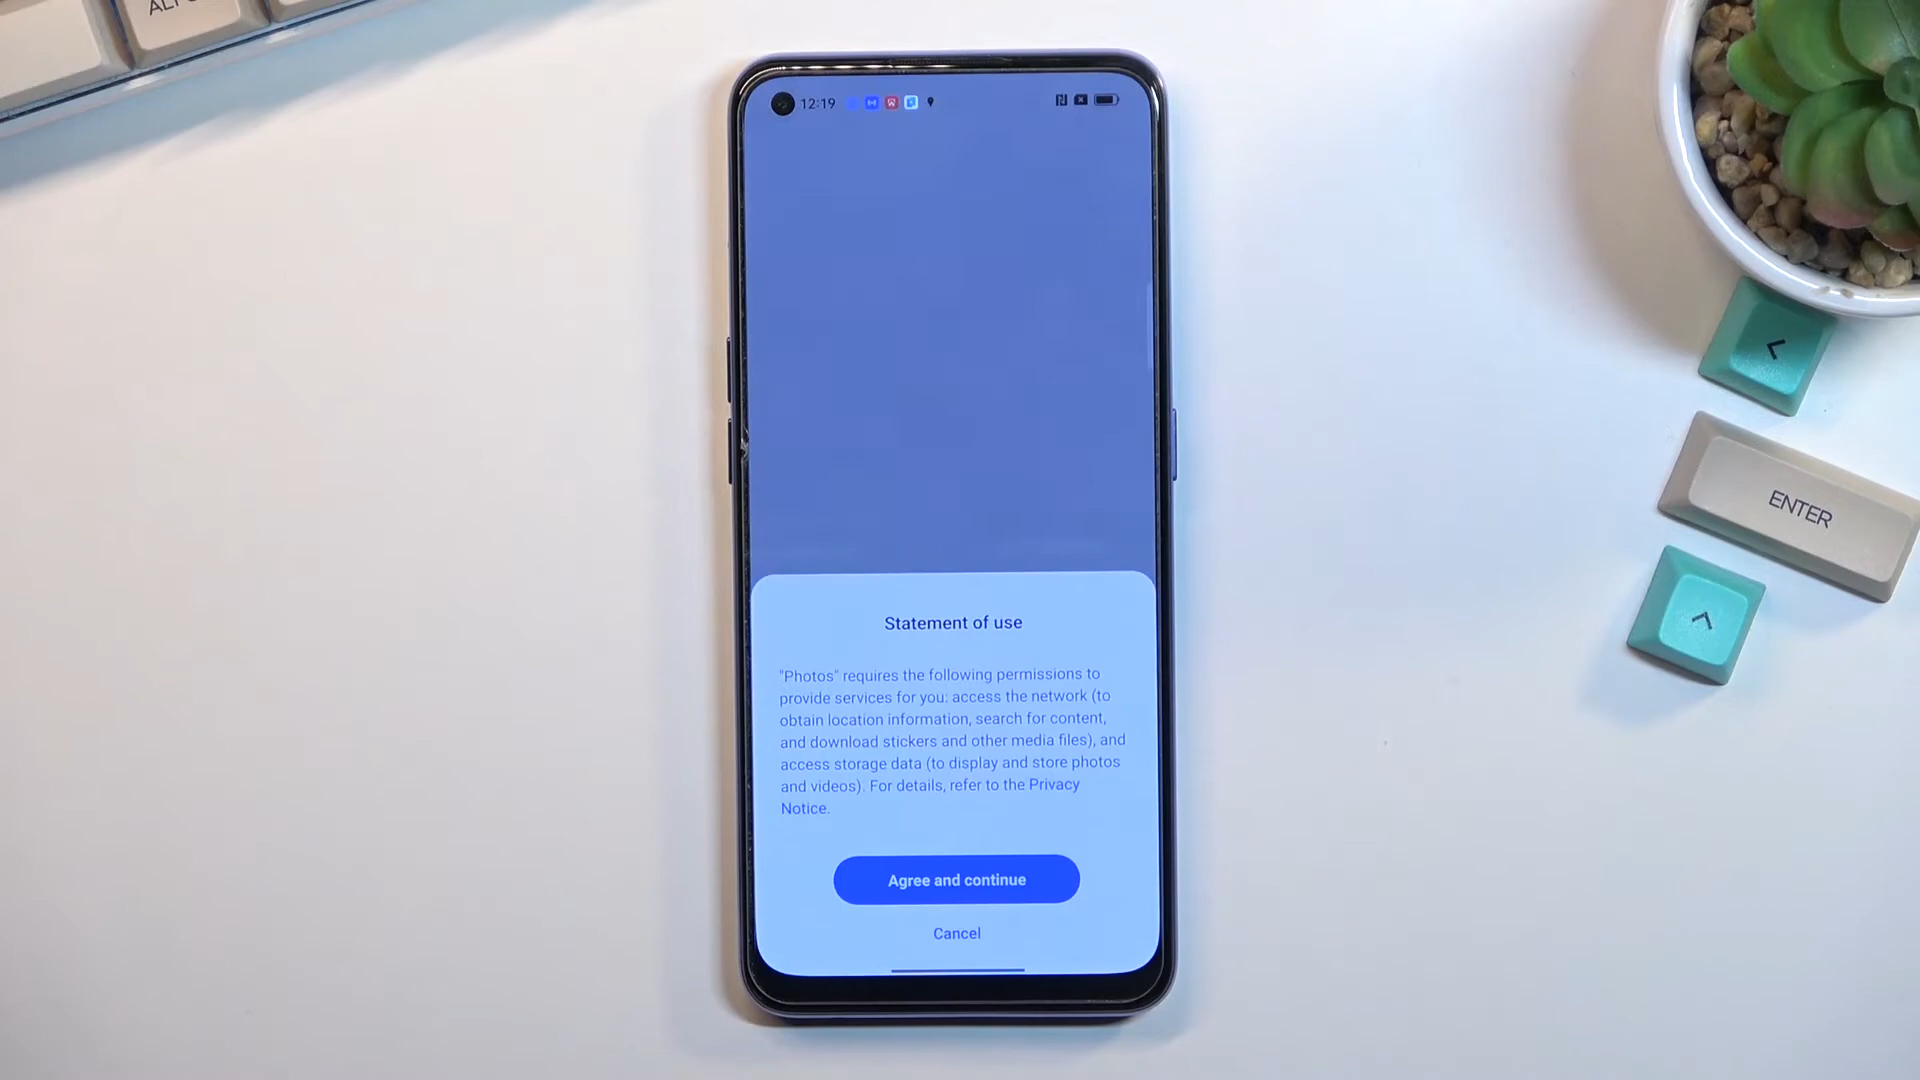 ALT
12:19
Statement of use
"Photos" requires the following permissions to
provide services for you: access the network (to
obtain location information, search for content,
and download stickers and other media files), and
access storage data (to display and store photos
and videos). For details, refer to the Privacy
Notice.
Agree and continue
Cancel
<
ENTER
^